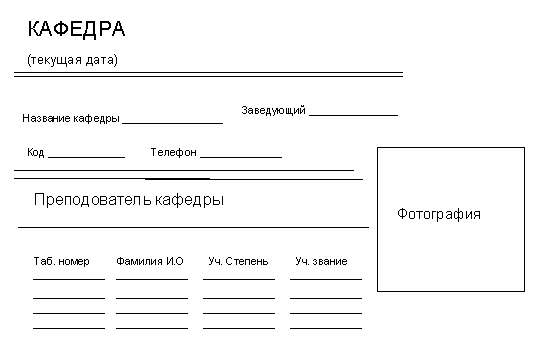 КАФЕДРА
(текущая дата)
Название кафедры Заведующий
Код Телефон
Преподователь кафедры
Фотография
Таб. номер Фамилия И.О Уч. Степень Уч. звание